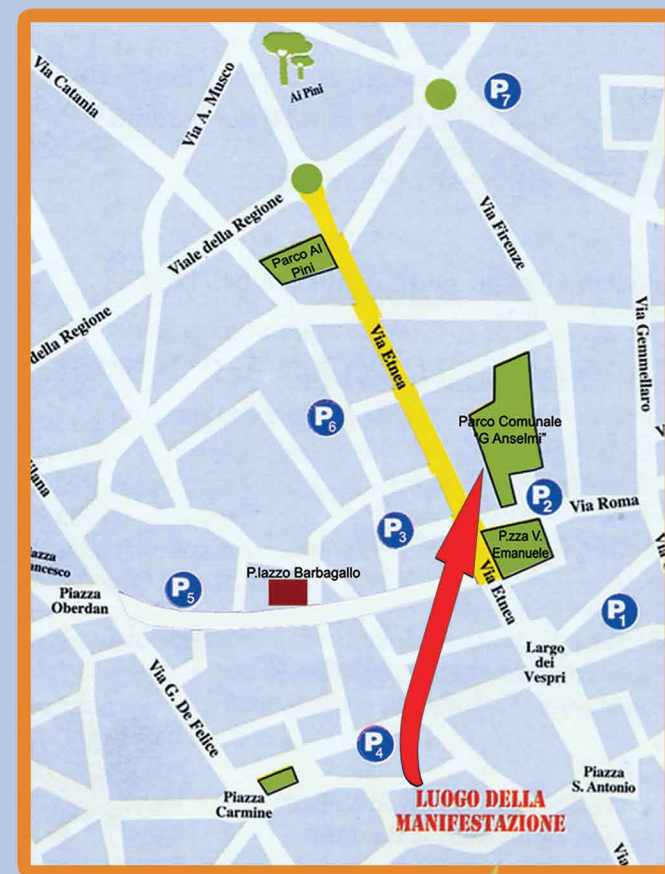 Via Catania
Via A. Musco
Ai Pini
P7
Viale della Regione
Via Firenze
Parco AI
Pini
della Regione
Via Gemmellaro
Via Etnea
P6
Parco Comunale
"G Anselmi"
P2
Via Roma
P3
P.zza V.
Emanuele
P.lazzo Barbagallo
Via Etnea
Piazza
Oberdan
P5
P1
Largo
dei
Vespri
Via G. De Felice
P4
Piazza
S. Antonio
Piazza
Carmine
LUOGO DELLA
MANIFESTAZIONE
Via